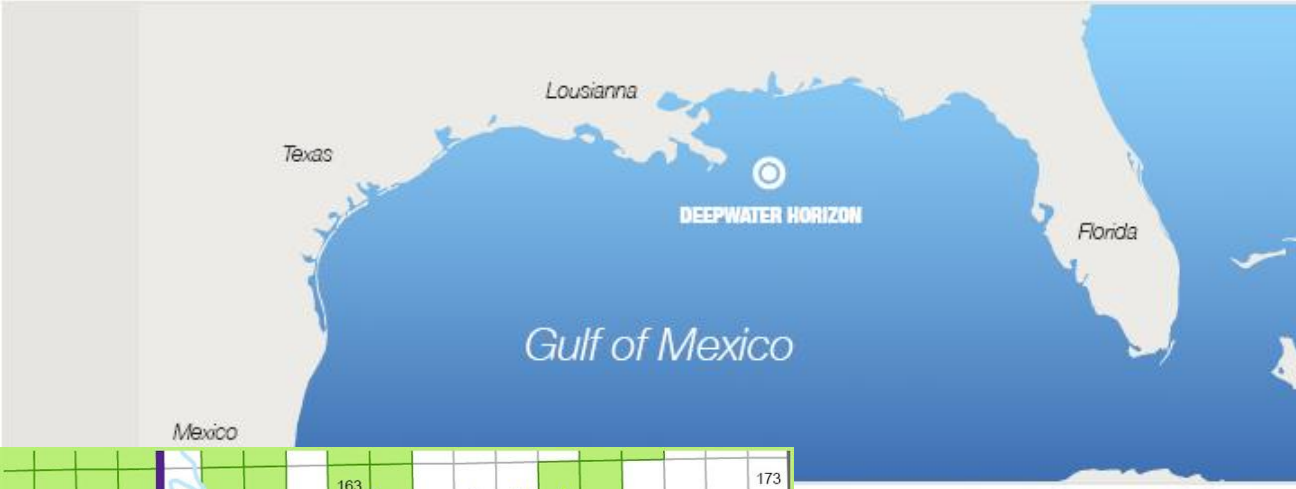 Lousianna
Texas
DEEPWATER HORIZON
Florida
Gulf of Mexico
Mexico
163
173